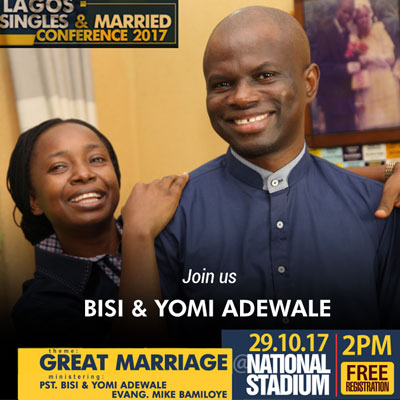 LAGOS
SINGLES & MARRIED
CONFERENCE 2017
Join us
BISI & YOMI ADEWALE
theme:
GREAT MARRIAGE
ministering:
PST. BISI & YOMI ADEWALE
EVANG. MIKE BAMILOYE
@
29.10.17
NATIONAL
STADIUM
2PM
FREE
REGISTRATION